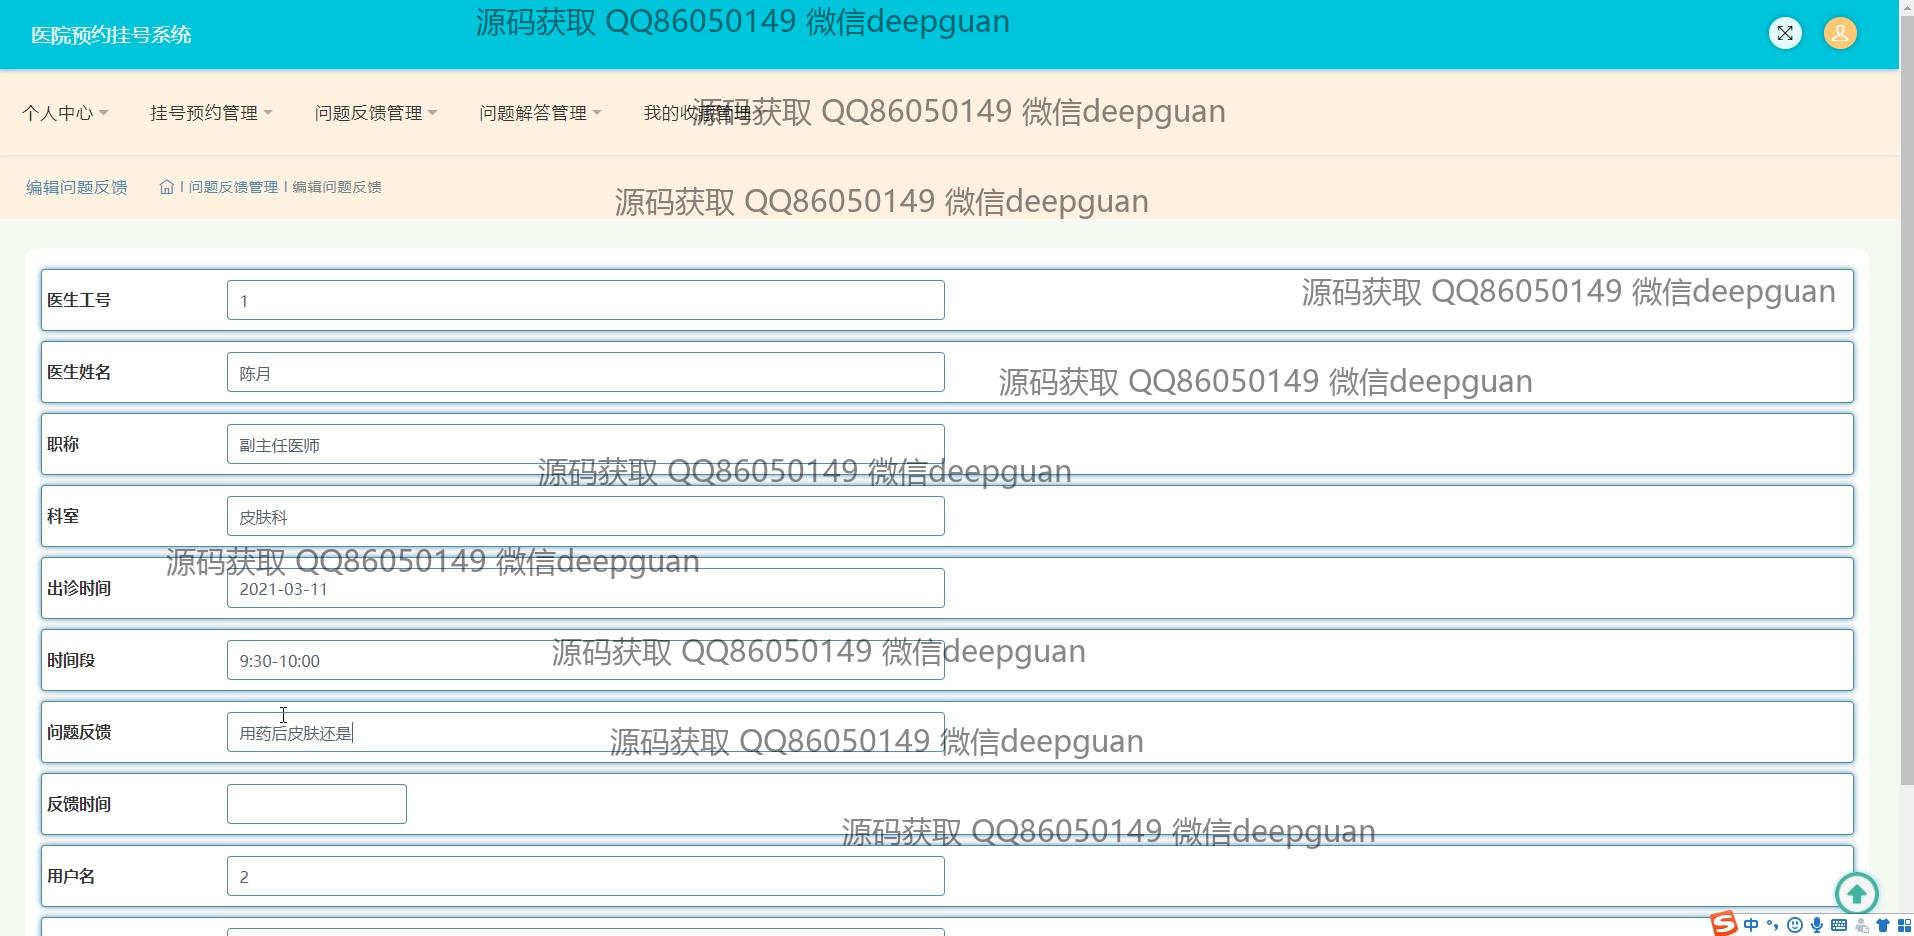 医院预约挂号系统
源码获取 QQ86050149 微信deepguan
个人中心 挂号预约管理 问题反馈管理 问题解答管理 我的收藏管理
源码获取 QQ86050149 微信deepguan
编辑问题反馈 | 问题反馈管理 | 编辑问题反馈
源码获取 QQ86050149 微信deepguan
医生工号 1
源码获取 QQ86050149 微信deepguan
医生姓名 陈月
源码获取 QQ86050149 微信deepguan
职称 副主任医师
源码获取 QQ86050149 微信deepguan
科室 皮肤科
源码获取 QQ86050149 微信deepguan
出诊时间 2021-03-11
时间段 9:30-10:00
源码获取 QQ86050149 微信deepguan
问题反馈 用药后皮肤还是
源码获取 QQ86050149 微信deepguan
反馈时间
源码获取 QQ86050149 微信deepguan
用户名 2
S 中